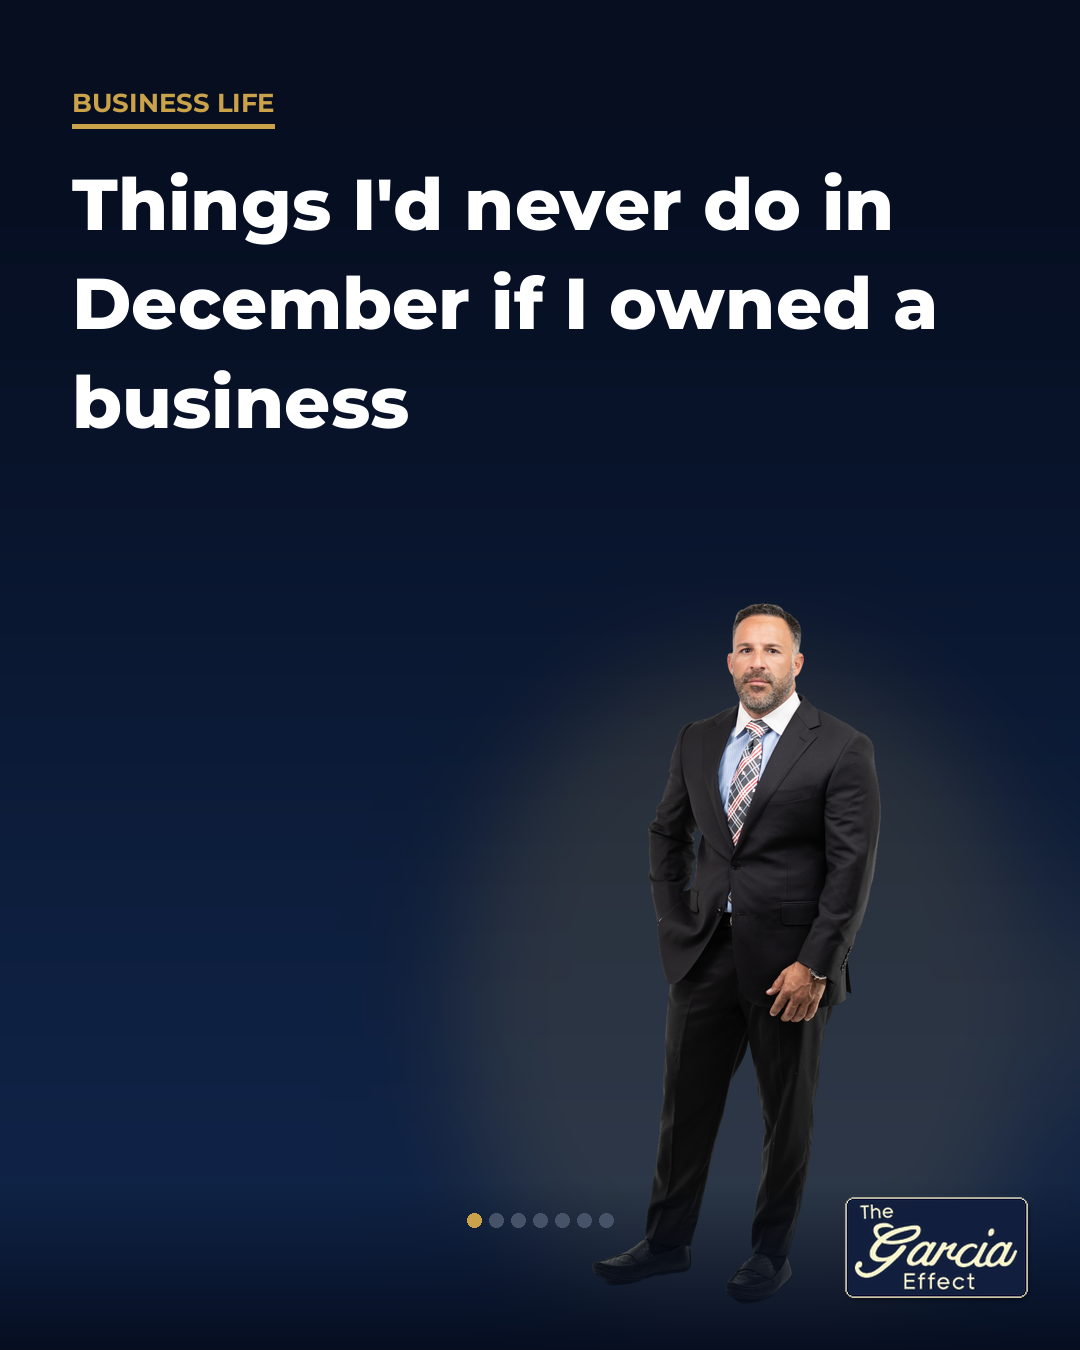 BUSINESS LIFE
Things I'd never do in
December if I owned a
business
The
Garcia
Effect